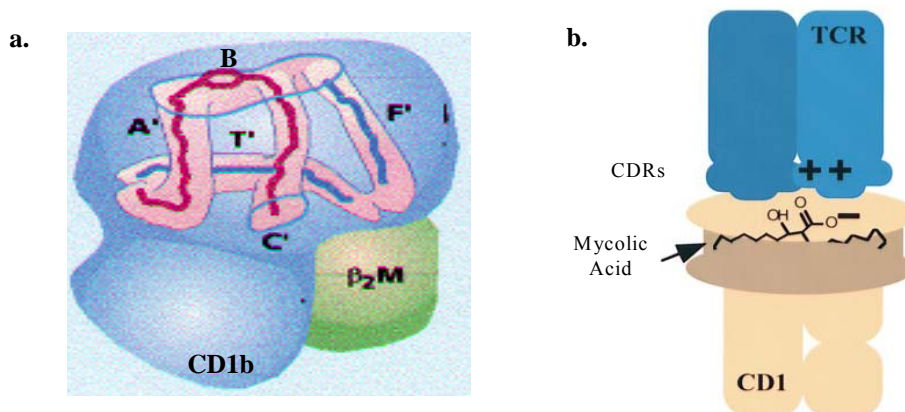 a.
B
A'
T'
F'
C'
β2M
CD1b
b.
TCR
++
CDRs
OH
O
O
Mycolic
Acid
CD1